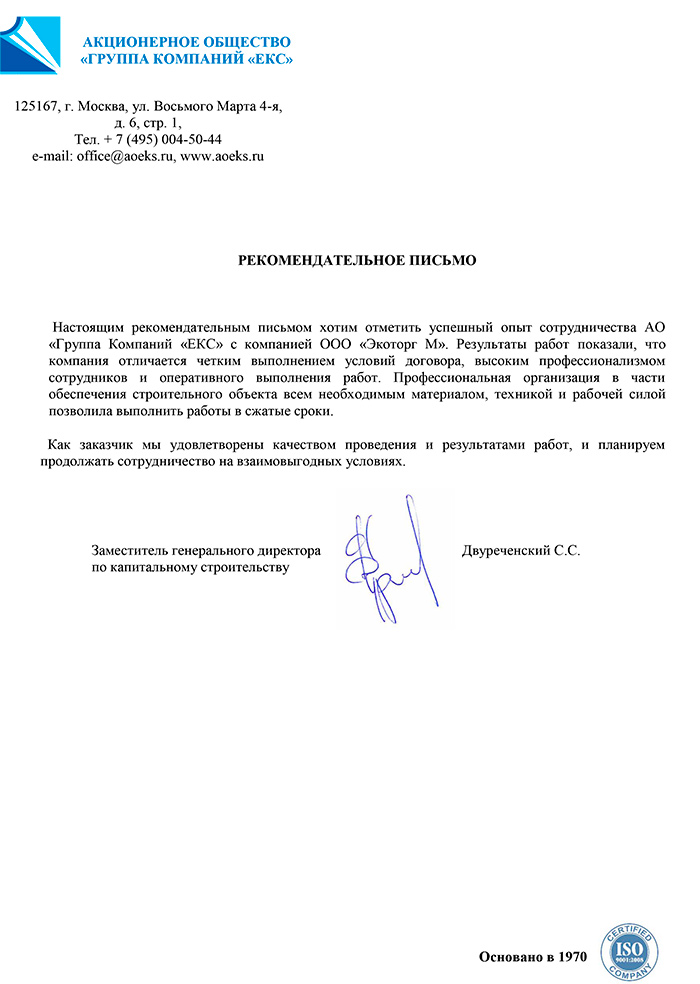 АКЦИОНЕРНОЕ ОБЩЕСТВО
«ГРУППА КОМПАНИЙ «ЕКС»
125167, г. Москва, ул. Восьмого Марта 4-я,
д. 6, стр. 1,
Тел. + 7 (495) 004-50-44
e-mail: office@aoeks.ru, www.aoeks.ru
РЕКОМЕНДАТЕЛЬНОЕ ПИСЬМО
Настоящим рекомендательным письмом хотим отметить успешный опыт сотрудничества АО
«Группа Компаний «ЕКС» с компанией ООО «Экоторг М». Результаты работ показали, что
компания отличается четким выполнением условий договора, высоким профессионализмом
сотрудников и оперативного выполнения работ. Профессиональная организация в части
обеспечения строительного объекта всем необходимым материалом, техникой и рабочей силой
позволила выполнить работы в сжатые сроки.
Как заказчик мы удовлетворены качеством проведения и результатами работ, и планируем
продолжать сотрудничество на взаимовыгодных условиях.
Заместитель генерального директора
по капитальному строительству
Двуреченский С.С.
Основано в 1970
CERTIFIED
ISO
9001:2008
COMPANY